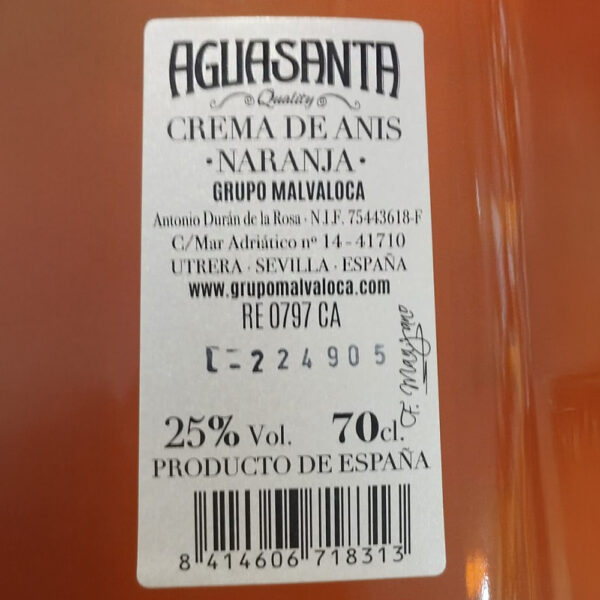 AGUASANTA
Quality
CREMA DE ANIS
·NARANJA·
GRUPO MALVALOCA
Antonio Durán de la Rosa · N.I.F. 75443618-F
C/Mar Adriático nº 14 - 41710
UTRERA · SEVILLA · ESPAÑA
www.grupomalvaloca.com
RE 0797 CA
L-224905
25% Vol. 70cl.
PRODUCTO DE ESPAÑA
8 414606 718313